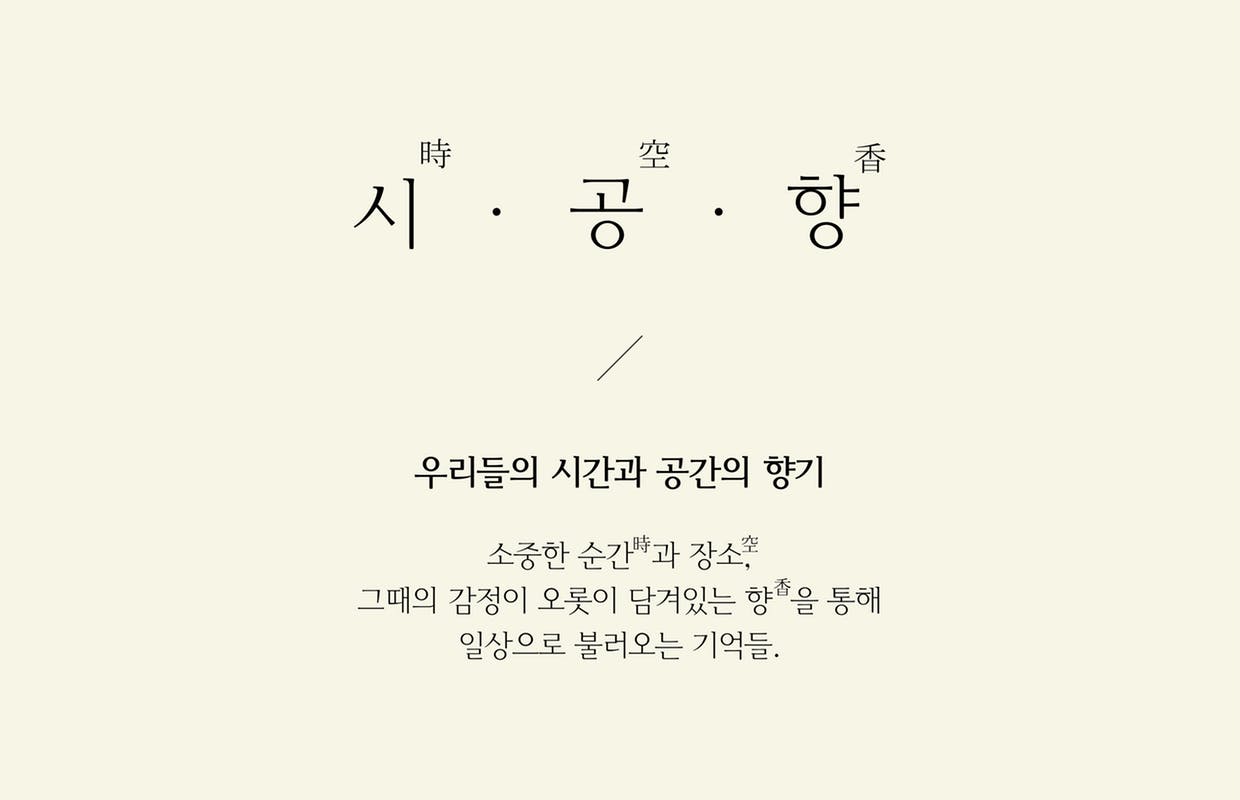 시時 · 공空 · 향香
우리들의 시간과 공간의 향기
소중한 순간時과 장소空,
그때의 감정이 오롯이 담겨있는 향香을 통해
일상으로 불러오는 기억들.